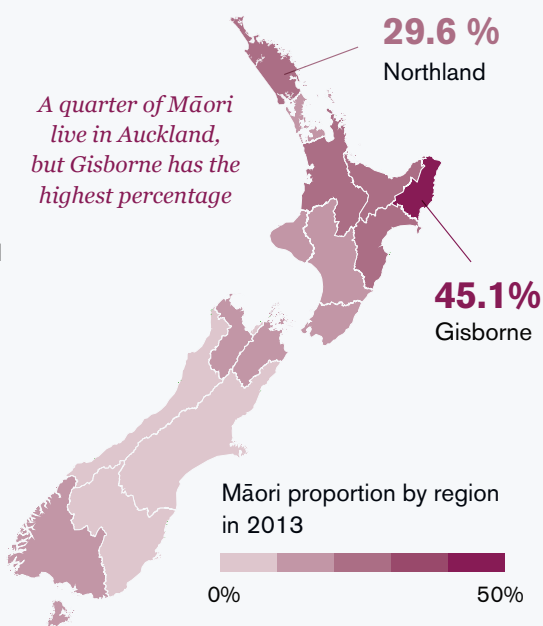 29.6 %
Northland
A quarter of Māori
live in Auckland,
but Gisborne has the
highest percentage
45.1%
Gisborne
Māori proportion by region
in 2013
0%
50%